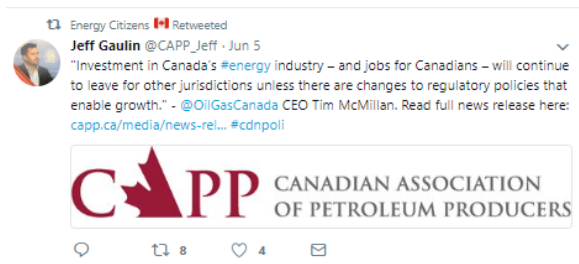 Energy Citizens Retweeted
Jeff Gaulin @CAPP_Jeff · Jun 5
"Investment in Canada's #energy industry – and jobs for Canadians – will continue
to leave for other jurisdictions unless there are changes to regulatory policies that
enable growth." - @OilGasCanada CEO Tim McMillan. Read full news release here:
capp.ca/media/news-rel... #cdnpoli
CAPP CANADIAN ASSOCIATION
OF PETROLEUM PRODUCERS
8 4